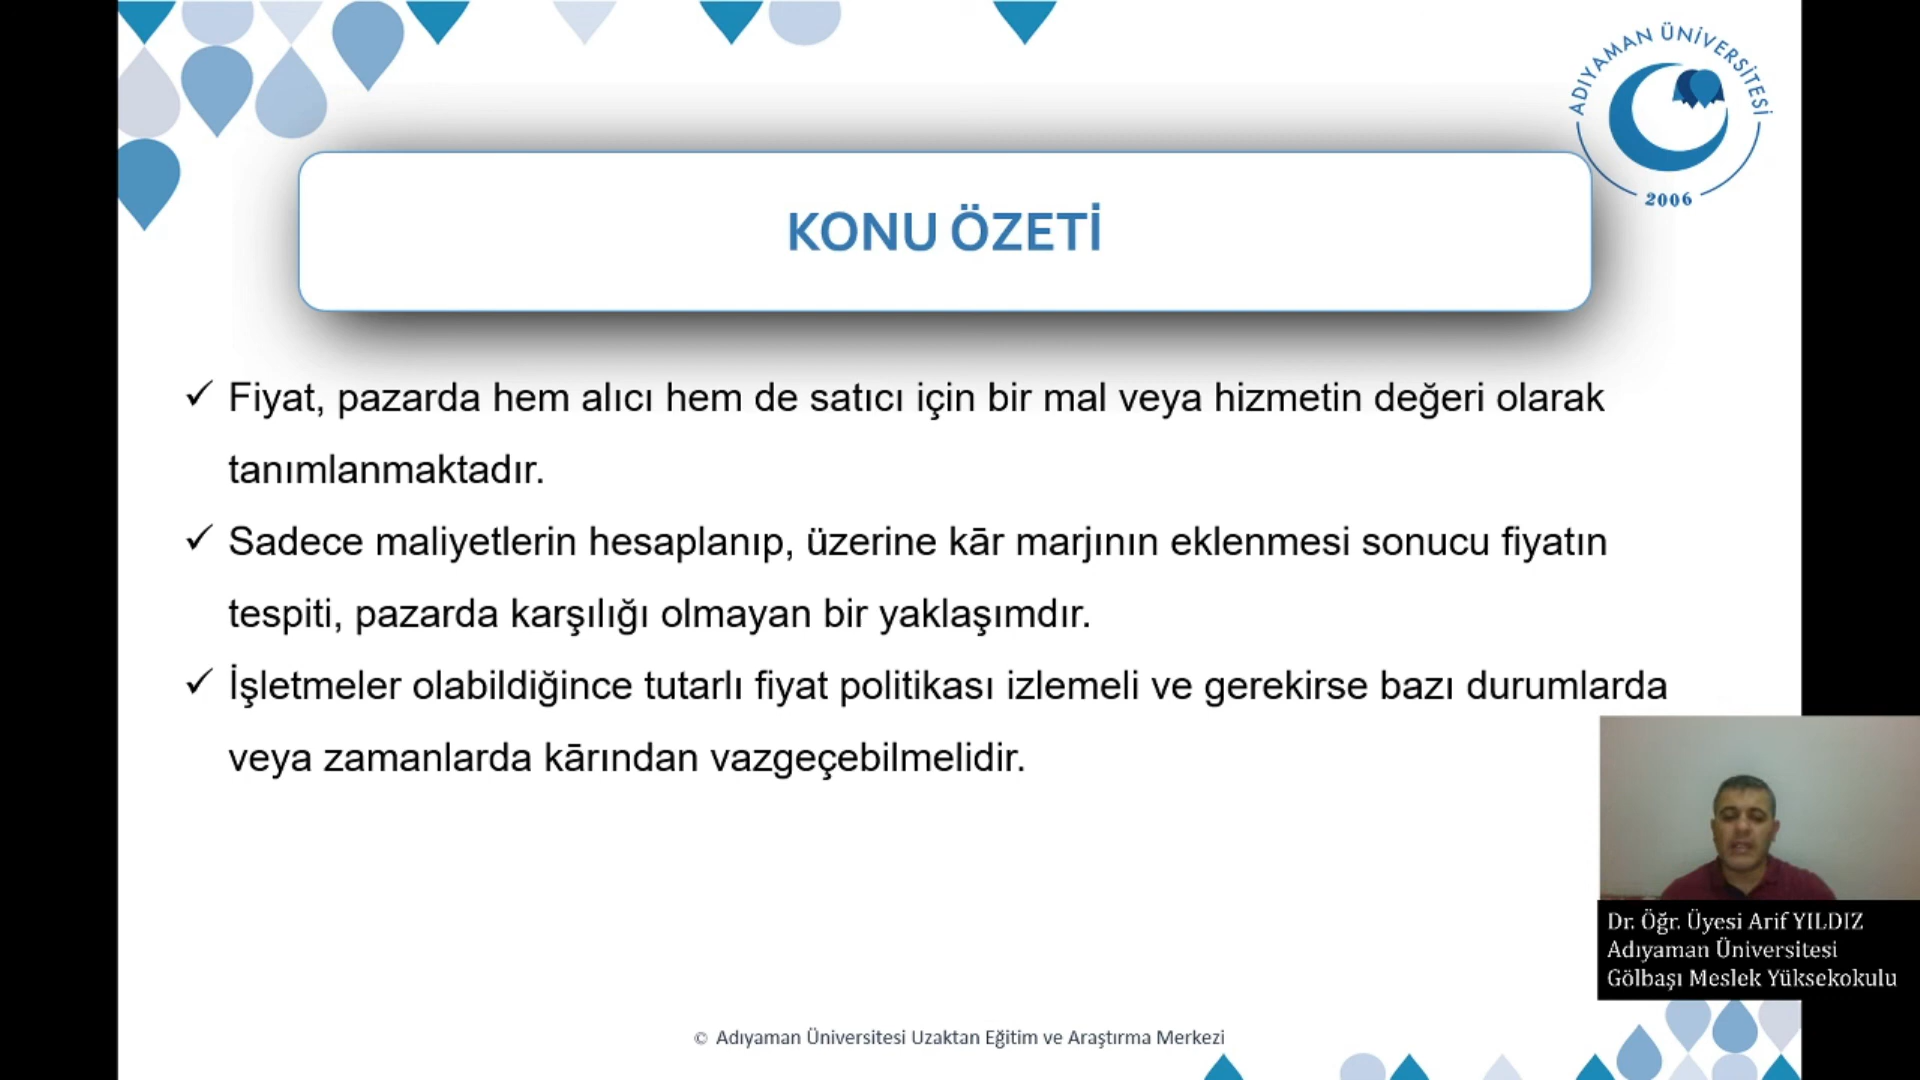 ADIYAMAN ÜNİVERSİTESİ
2006
KONU ÖZETİ
✓ Fiyat, pazarda hem alıcı hem de satıcı için bir mal veya hizmetin değeri olarak
tanımlanmaktadır.
✓ Sadece maliyetlerin hesaplanıp, üzerine kār marjının eklenmesi sonucu fiyatın
tespiti, pazarda karşılığı olmayan bir yaklaşımdır.
✓ İşletmeler olabildiğince tutarlı fiyat politikası izlemeli ve gerekirse bazı durumlarda
veya zamanlarda kārından vazgeçebilmelidir.
Dr. Öğr. Üyesi Arif YILDIZ
Adıyaman Üniversitesi
Gölbaşı Meslek Yüksekokulu
© Adıyaman Üniversitesi Uzaktan Eğitim ve Araştırma Merkezi